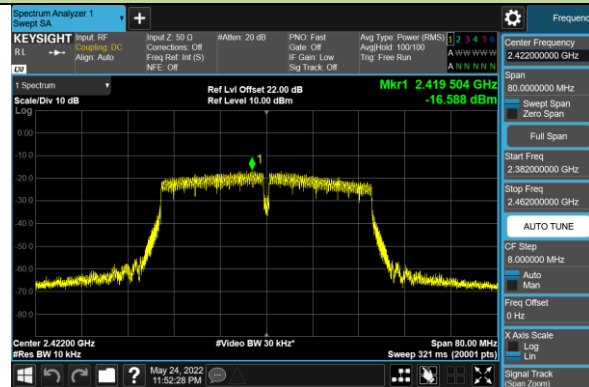 Spectrum Analyzer 1
Swept SA
+
Frequenc
KEYSIGHT
RL
LXI
Input: RF
Coupling: DC
Align: Auto
Input Z: 50 Ω
Corrections: Off
Freq Ref: Int (S)
NFE: Off
#Atten: 20 dB
PNO: Fast
Gate: Off
IF Gain: Low
Sig Track: Off
Avg Type: Power (RMS)
Avg|Hold: 100/100
Trig: Free Run
1 2 3 4 5 6
A W W W W W
A N N N N N
1 Spectrum
Scale/Div 10 dB
Log
Ref Lvl Offset 22.00 dB
Ref Level 10.00 dBm
Mkr1 2.419 504 GHz
-16.588 dBm
1
0.00
-10.0
-20.0
-30.0
-40.0
-50.0
-60.0
-70.0
-80.0
Center 2.42200 GHz
#Res BW 10 kHz
#Video BW 30 kHz*
Span 80.00 MHz
Sweep 321 ms (20001 pts)
Center Frequency
2.422000000 GHz
Span
80.0000000 MHz
Swept Span
Zero Span
Full Span
Start Freq
2.382000000 GHz
Stop Freq
2.462000000 GHz
AUTO TUNE
CF Step
8.000000 MHz
Auto
Man
Freq Offset
0 Hz
X Axis Scale
Log
Lin
Signal Track
(Span Zoom)
?
May 24, 2022
11:52:28 PM